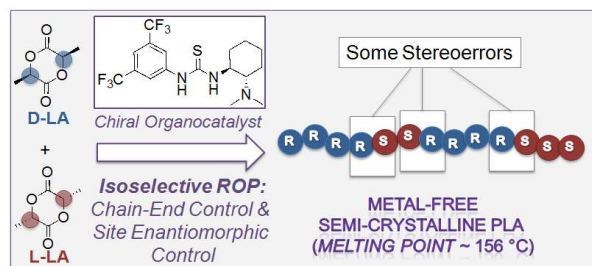 O
O
O
O
D-LA
+
O
O
O
O
L-LA
CF3
F3C
S
N
H
N
H
N
Chiral Organocatalyst
Isoselective ROP:
Chain-End Control &
Site Enantiomorphic
Control
Some Stereoerrors
R R R R S S R R R R S S S
METAL-FREE
SEMI-CRYSTALLINE PLA
(MELTING POINT ~ 156 °C)